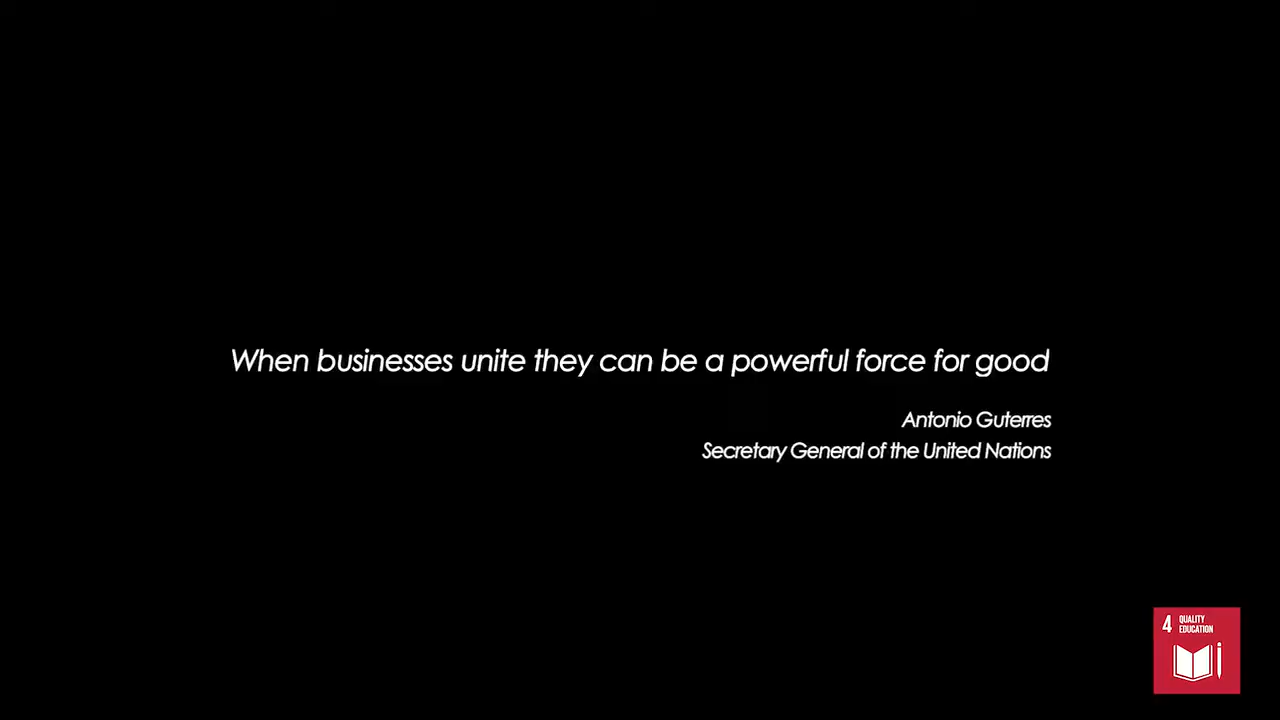 When businesses unite they can be a powerful force for good
Antonio Guterres
Secretary General of the United Nations
4 QUALITY
EDUCATION